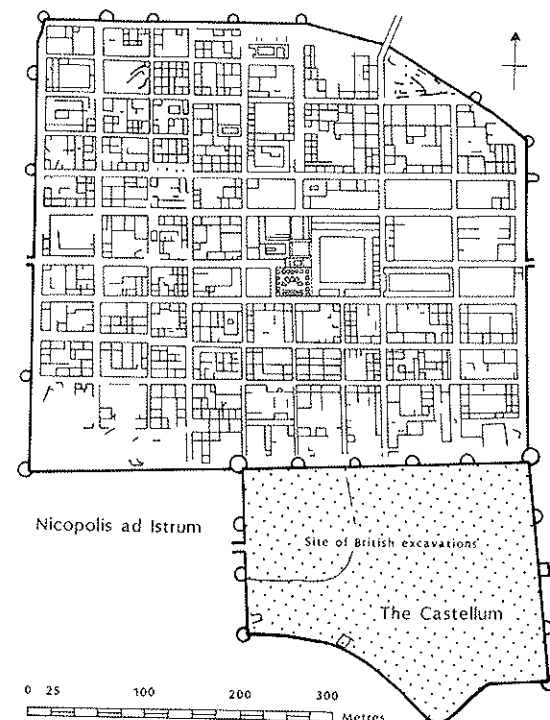 Nicopolis ad Istrum
Site of British excavations
The Castellum
0 25 100 200 300
Metres